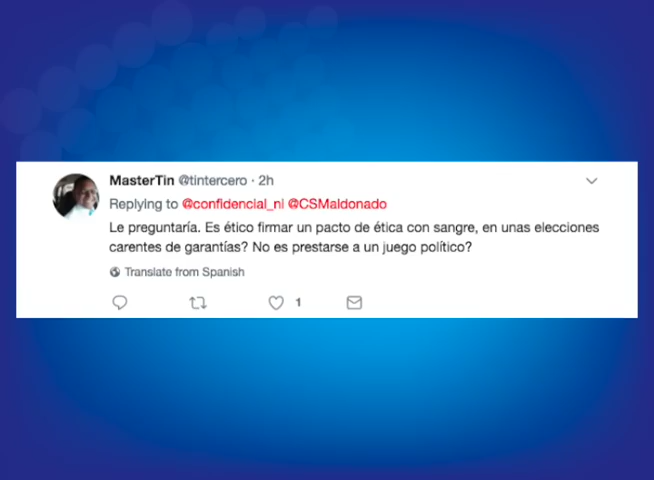 MasterTin @tintercero · 2h
Replying to @confidencial_ni @CSMaldonado
Le preguntaría. Es ético firmar un pacto de ética con sangre, en unas elecciones
carentes de garantías? No es prestarse a un juego político?
Translate from Spanish
1